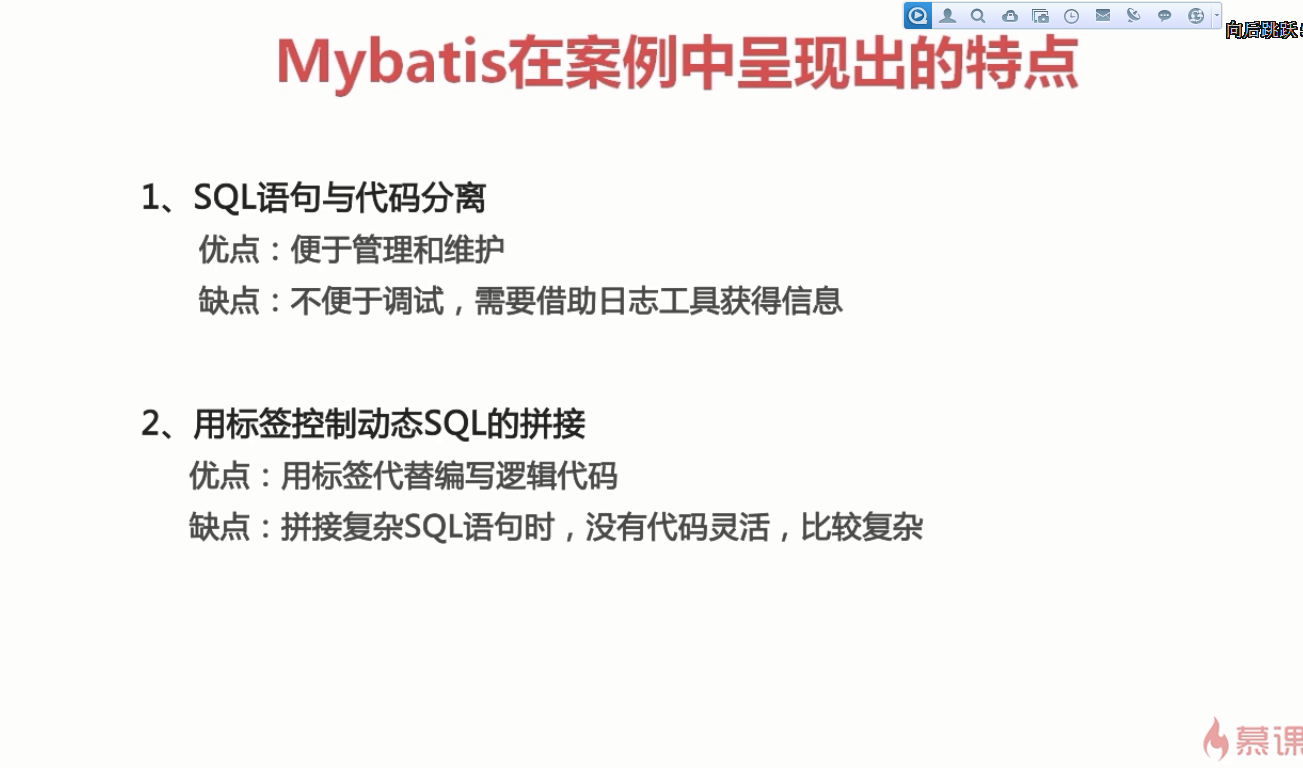 向后跳跃
Mybatis在案例中呈现出的特点
1、SQL语句与代码分离
优点：便于管理和维护
缺点：不便于调试，需要借助日志工具获得信息
2、用标签控制动态SQL的拼接
优点：用标签代替编写逻辑代码
缺点：拼接复杂SQL语句时，没有代码灵活，比较复杂
慕课